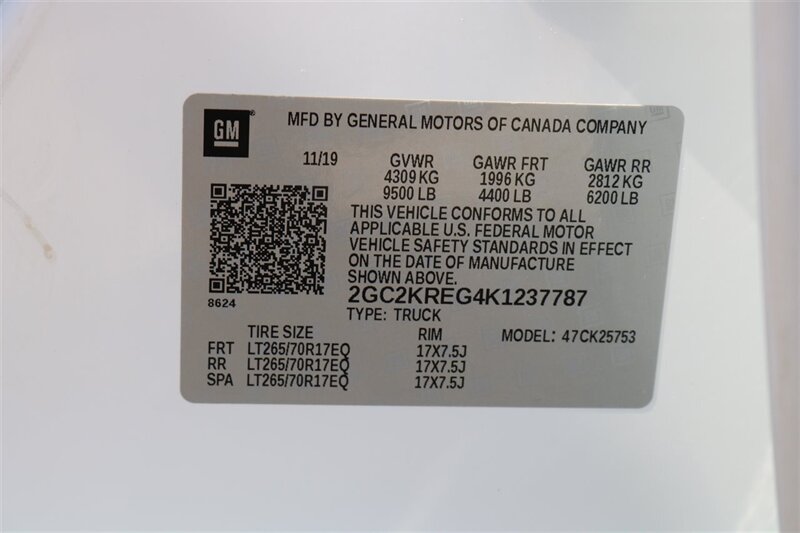 GM
MFD BY GENERAL MOTORS OF CANADA COMPANY
11/19 GVWR GAWR FRT GAWR RR
4309 KG 1996 KG 2812 KG
9500 LB 4400 LB 6200 LB
THIS VEHICLE CONFORMS TO ALL
APPLICABLE U.S. FEDERAL MOTOR
VEHICLE SAFETY STANDARDS IN EFFECT
ON THE DATE OF MANUFACTURE
SHOWN ABOVE.
8624
2GC2KREG4K1237787
TYPE: TRUCK
TIRE SIZE RIM MODEL: 47CK25753
FRT LT265/70R17EQ 17X7.5J
RR LT265/70R17EQ 17X7.5J
SPA LT265/70R17EQ 17X7.5J